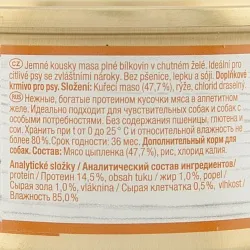 CZ Jemné kousky masa plné bílkovin v chutném želé. Ideální pro
citlivé psy se zvláštními nároky. Bez pšenice, lepku a sóji. Doplňkové
krmivo pro psy. Složení: Kuřecí maso (47,7%), rýže, chlorid draselný.
RUS Нежные, богатые протеином кусочки мяса в аппетитном
желе. Идеально подходит для чувствительных собак и собак с
особыми потребностями. Без содержания пшеницы, глютена и
сои. Хранить при t от 0 до 25° С и относительной влажности не
более 80%. Срок годности: 36 мес. Дополнительный корм для
собак. Состав: Мясо цыпленка (47,7%), рис, хлорид калия.
Analytické složky / Аналитический состав ингредиентов/
protein / Протеин 14,5%, obsah tuku / жир 1,0%, popel /
Сырая зола 1,0%, vláknina / Сырая клетчатка 0,5%, vlhkost /
Влажность 85,0%